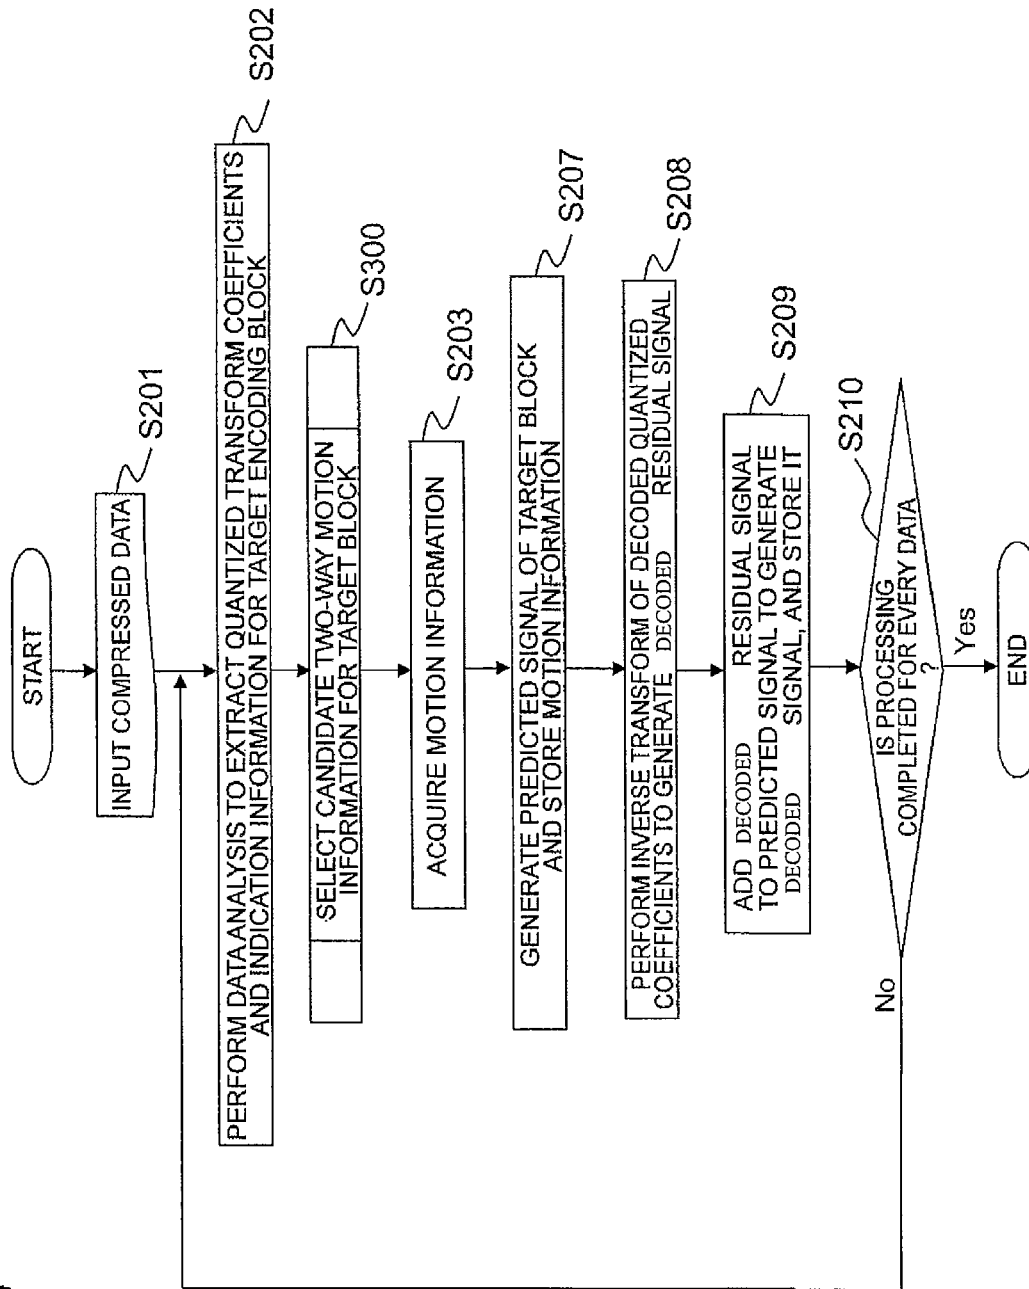 START
INPUT COMPRESSED DATA
S201
PERFORM DATA ANALYSIS TO EXTRACT QUANTIZED TRANSFORM COEFFICIENTS
AND INDICATION INFORMATION FOR TARGET ENCODING BLOCK
S202
SELECT CANDIDATE TWO-WAY MOTION
INFORMATION FOR TARGET BLOCK
S300
ACQUIRE MOTION INFORMATION
S203
GENERATE PREDICTED SIGNAL OF TARGET BLOCK
AND STORE MOTION INFORMATION
S207
PERFORM INVERSE TRANSFORM OF DECODED QUANTIZED
COEFFICIENTS TO GENERATE DECODED RESIDUAL SIGNAL
S208
ADD DECODED RESIDUAL SIGNAL
TO PREDICTED SIGNAL TO GENERATE
DECODED SIGNAL, AND STORE IT
S209
IS PROCESSING
COMPLETED FOR EVERY DATA
?
S210
No
Yes
END